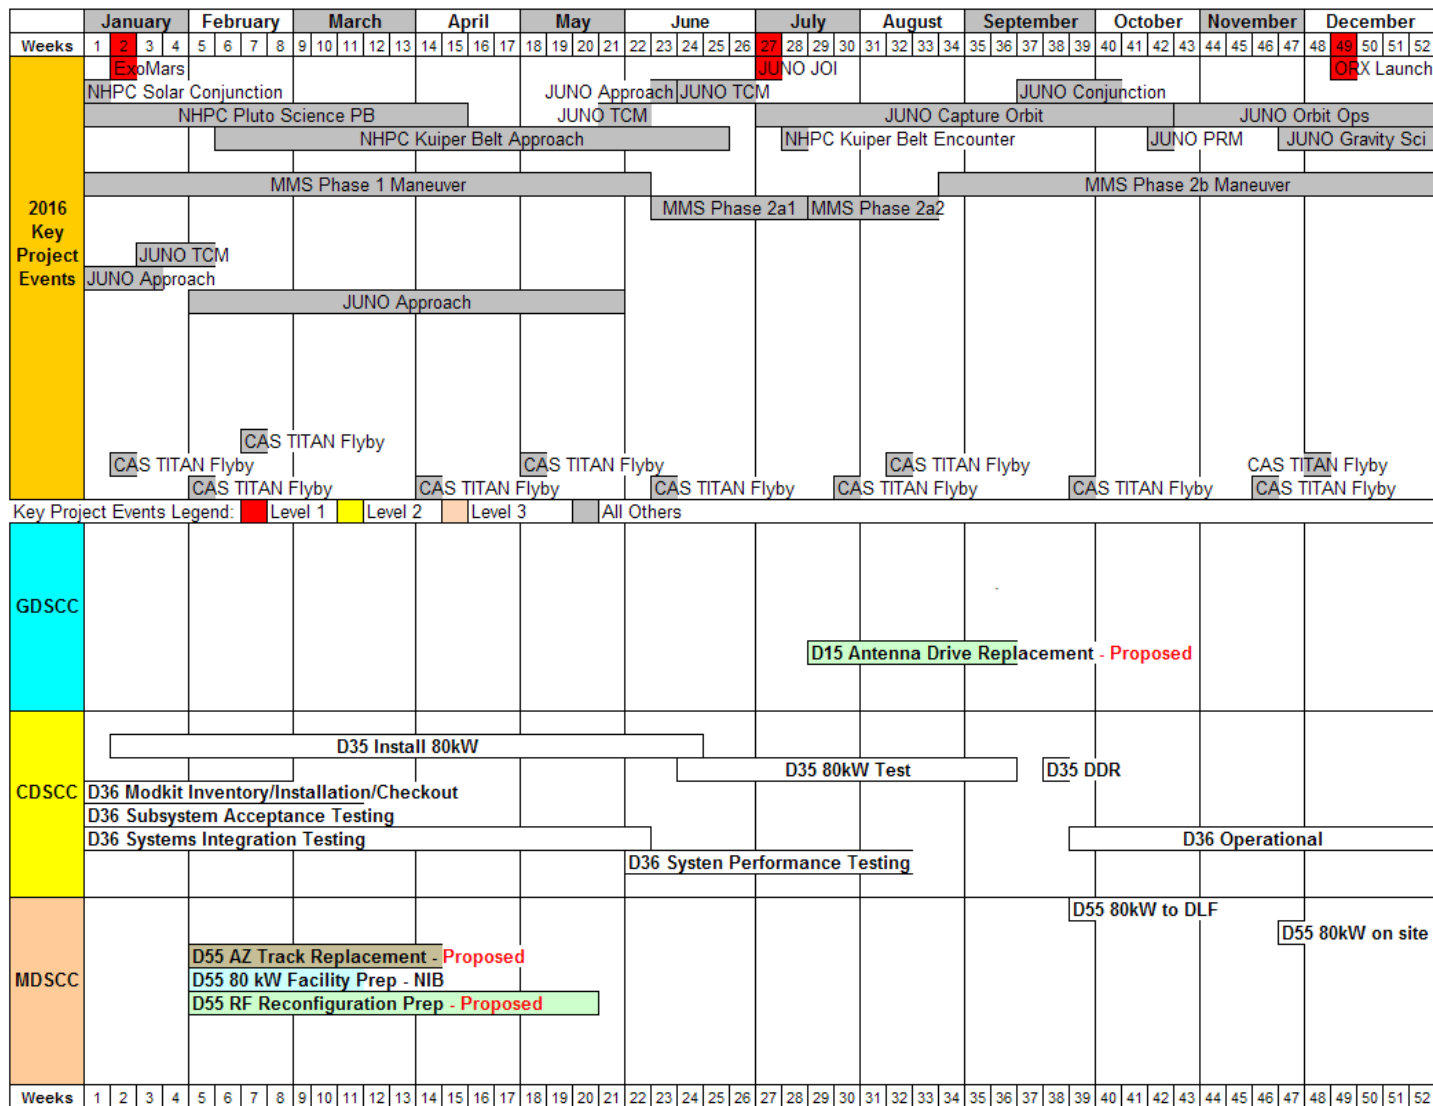 January February March April May June July August September October November December
Weeks 1 2 3 4 5 6 7 8 9 10 11 12 13 14 15 16 17 18 19 20 21 22 23 24 25 26 27 28 29 30 31 32 33 34 35 36 37 38 39 40 41 42 43 44 45 46 47 48 49 50 51 52
2016
Key
Project
Events
ExoMars JUNO JOI ORX Launch
NHPC Solar Conjunction JUNO Approach JUNO TCM JUNO Conjunction
NHPC Pluto Science PB JUNO TCM JUNO Capture Orbit JUNO Orbit Ops
NHPC Kuiper Belt Approach NHPC Kuiper Belt Encounter JUNO PRM JUNO Gravity Sci
MMS Phase 1 Maneuver MMS Phase 2b Maneuver
MMS Phase 2a1 MMS Phase 2a2
JUNO TCM
JUNO Approach
JUNO Approach
CAS TITAN Flyby
CAS TITAN Flyby CAS TITAN Flyby CAS TITAN Flyby CAS TITAN Flyby
CAS TITAN Flyby CAS TITAN Flyby CAS TITAN Flyby CAS TITAN Flyby CAS TITAN Flyby CAS TITAN Flyby
Key Project Events Legend: Level 1 Level 2 Level 3 All Others
GDSCC
D15 Antenna Drive Replacement - Proposed
CDSCC
D35 Install 80kW
D35 80kW Test D35 DDR
D36 Modkit Inventory/Installation/Checkout
D36 Subsystem Acceptance Testing
D36 Systems Integration Testing D36 Operational
D36 Systen Performance Testing
MDSCC
D55 80kW to DLF
D55 80kW on site
D55 AZ Track Replacement - Proposed
D55 80 kW Facility Prep - NIB
D55 RF Reconfiguration Prep - Proposed
Weeks 1 2 3 4 5 6 7 8 9 10 11 12 13 14 15 16 17 18 19 20 21 22 23 24 25 26 27 28 29 30 31 32 33 34 35 36 37 38 39 40 41 42 43 44 45 46 47 48 49 50 51 52